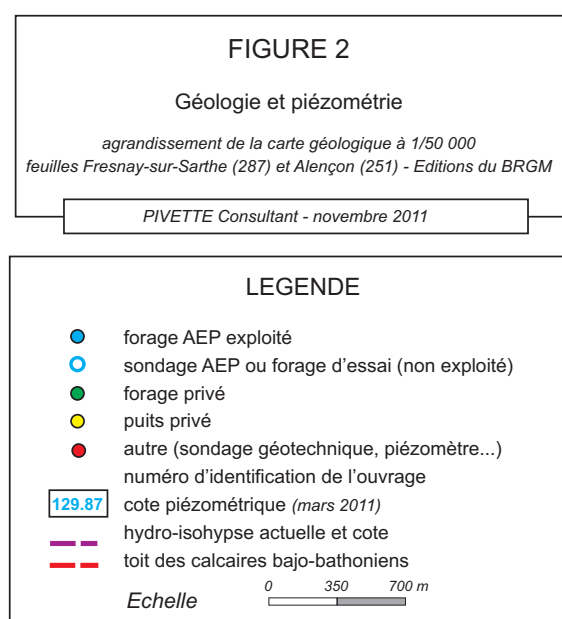 FIGURE 2
Géologie et piézométrie
agrandissement de la carte géologique à 1/50 000
feuilles Fresnay-sur-Sarthe (287) et Alençon (251) - Editions du BRGM
PIVETTE Consultant - novembre 2011
LEGENDE
forage AEP exploité
sondage AEP ou forage d'essai (non exploité)
forage privé
puits privé
autre (sondage géotechnique, piézomètre...)
numéro d'identification de l'ouvrage
129.87 cote piézométrique (mars 2011)
hydro-isohypse actuelle et cote
toit des calcaires bajo-bathoniens
Echelle 0 350 700 m